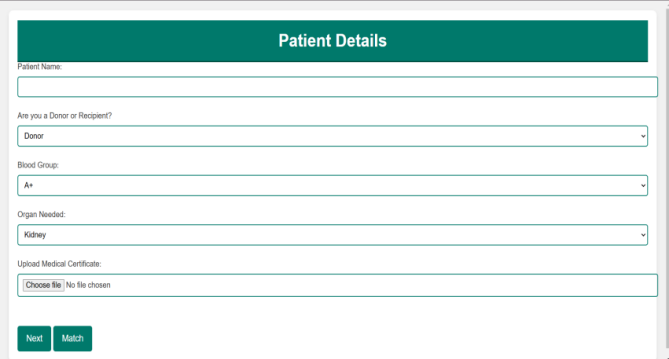 Patient Details
Patient Name:
Are you a Donor or Recipient?
Donor
Blood Group:
A+
Organ Needed:
Kidney
Upload Medical Certificate:
Choose file No file chosen
Next Match